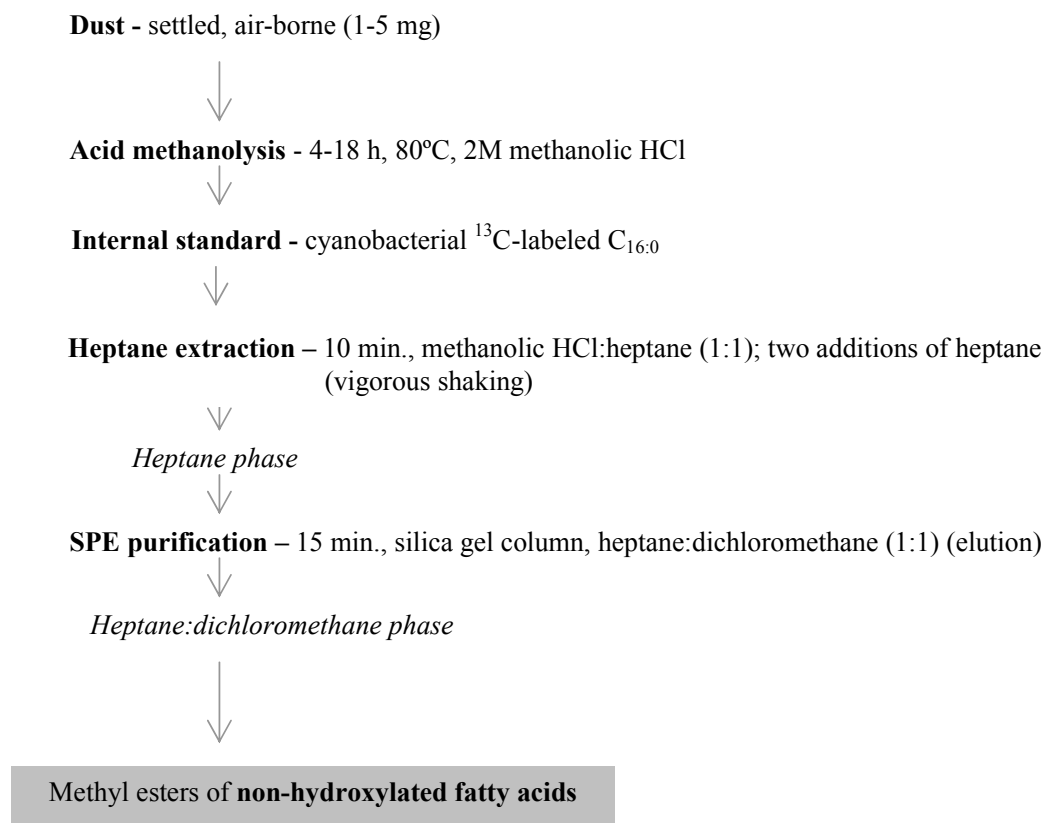 Dust - settled, air-borne (1-5 mg)
Acid methanolysis - 4-18 h, 80ºC, 2M methanolic HCl
Internal standard - cyanobacterial ¹³C-labeled C₁₆:₀
Heptane extraction – 10 min., methanolic HCl:heptane (1:1); two additions of heptane
(vigorous shaking)
Heptane phase
SPE purification – 15 min., silica gel column, heptane:dichloromethane (1:1) (elution)
Heptane:dichloromethane phase
Methyl esters of non-hydroxylated fatty acids